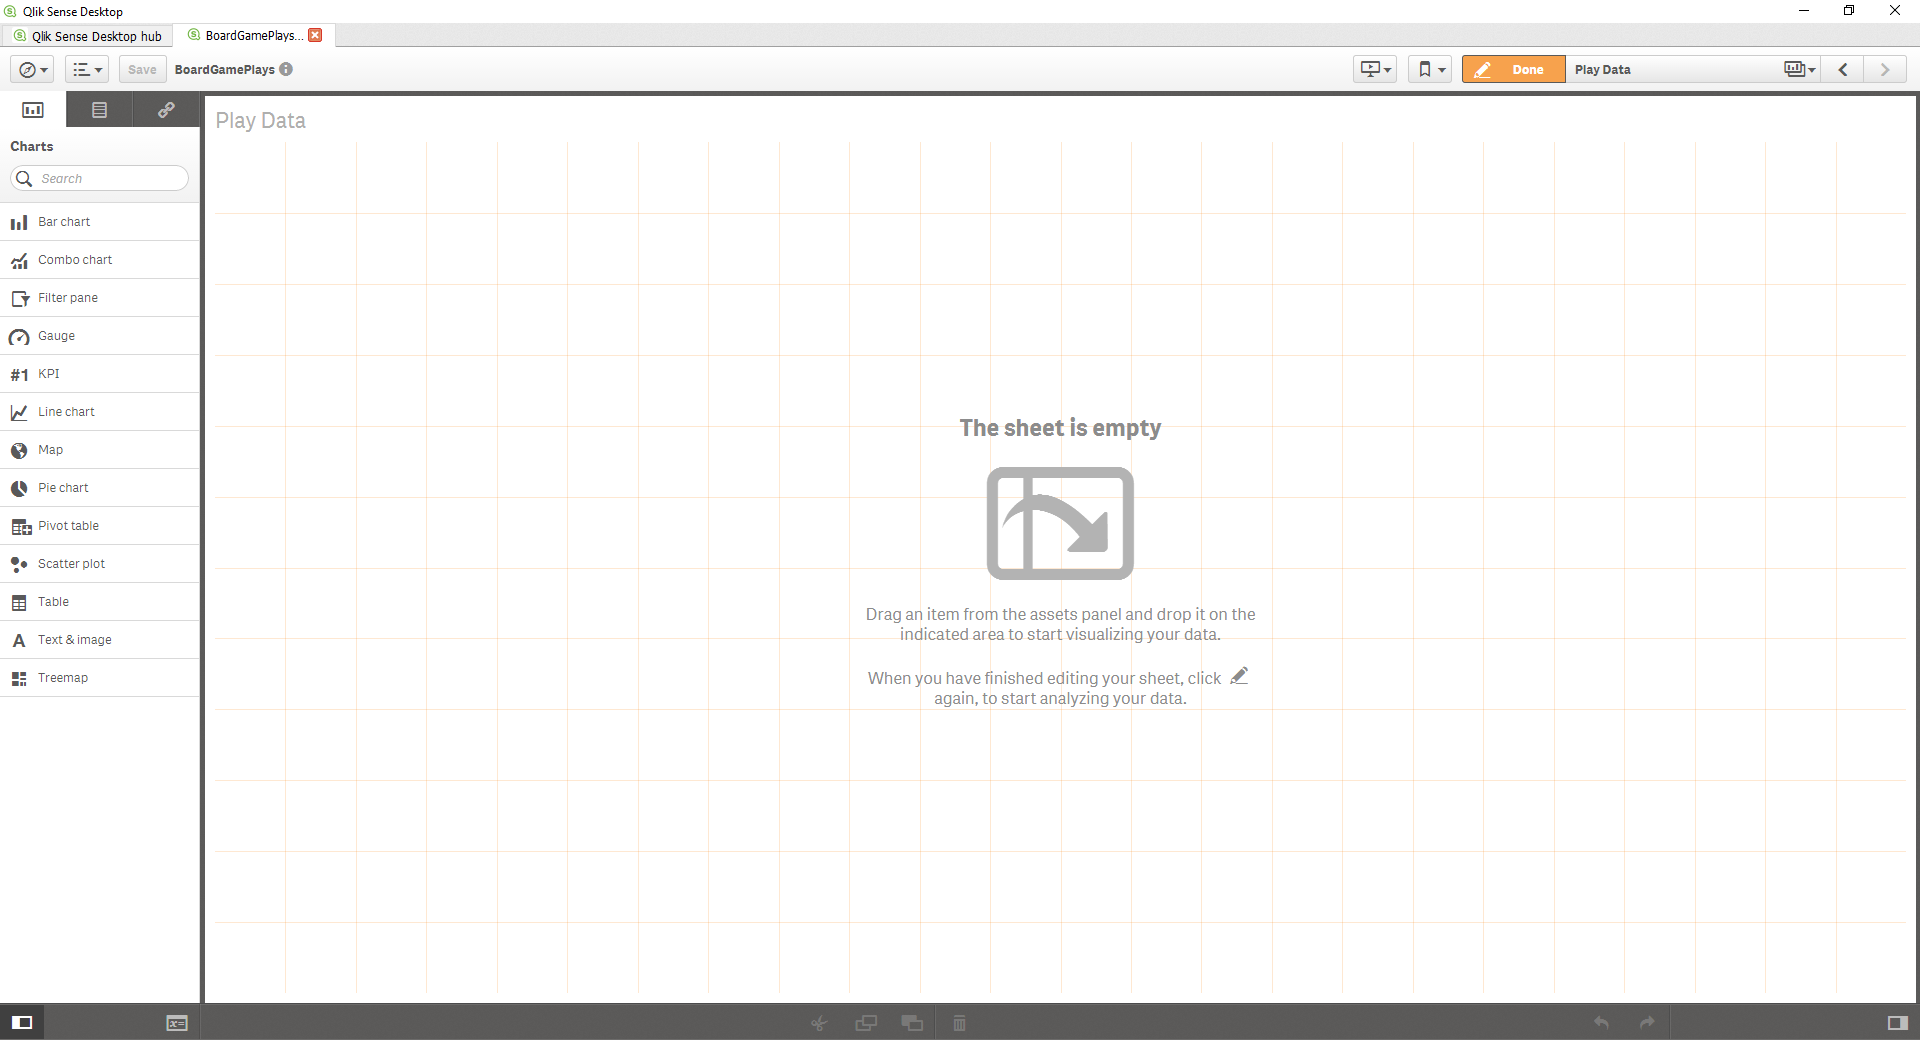 Qlik Sense Desktop
Qlik Sense Desktop hub
BoardGamePlays...
Save
BoardGamePlays
Done
Play Data
Play Data
Charts
Search
Bar chart
Combo chart
Filter pane
Gauge
#1 KPI
Line chart
Map
Pie chart
Pivot table
Scatter plot
Table
A Text & image
Treemap
The sheet is empty
Drag an item from the assets panel and drop it on the
indicated area to start visualizing your data.
When you have finished editing your sheet, click
again, to start analyzing your data.
x=